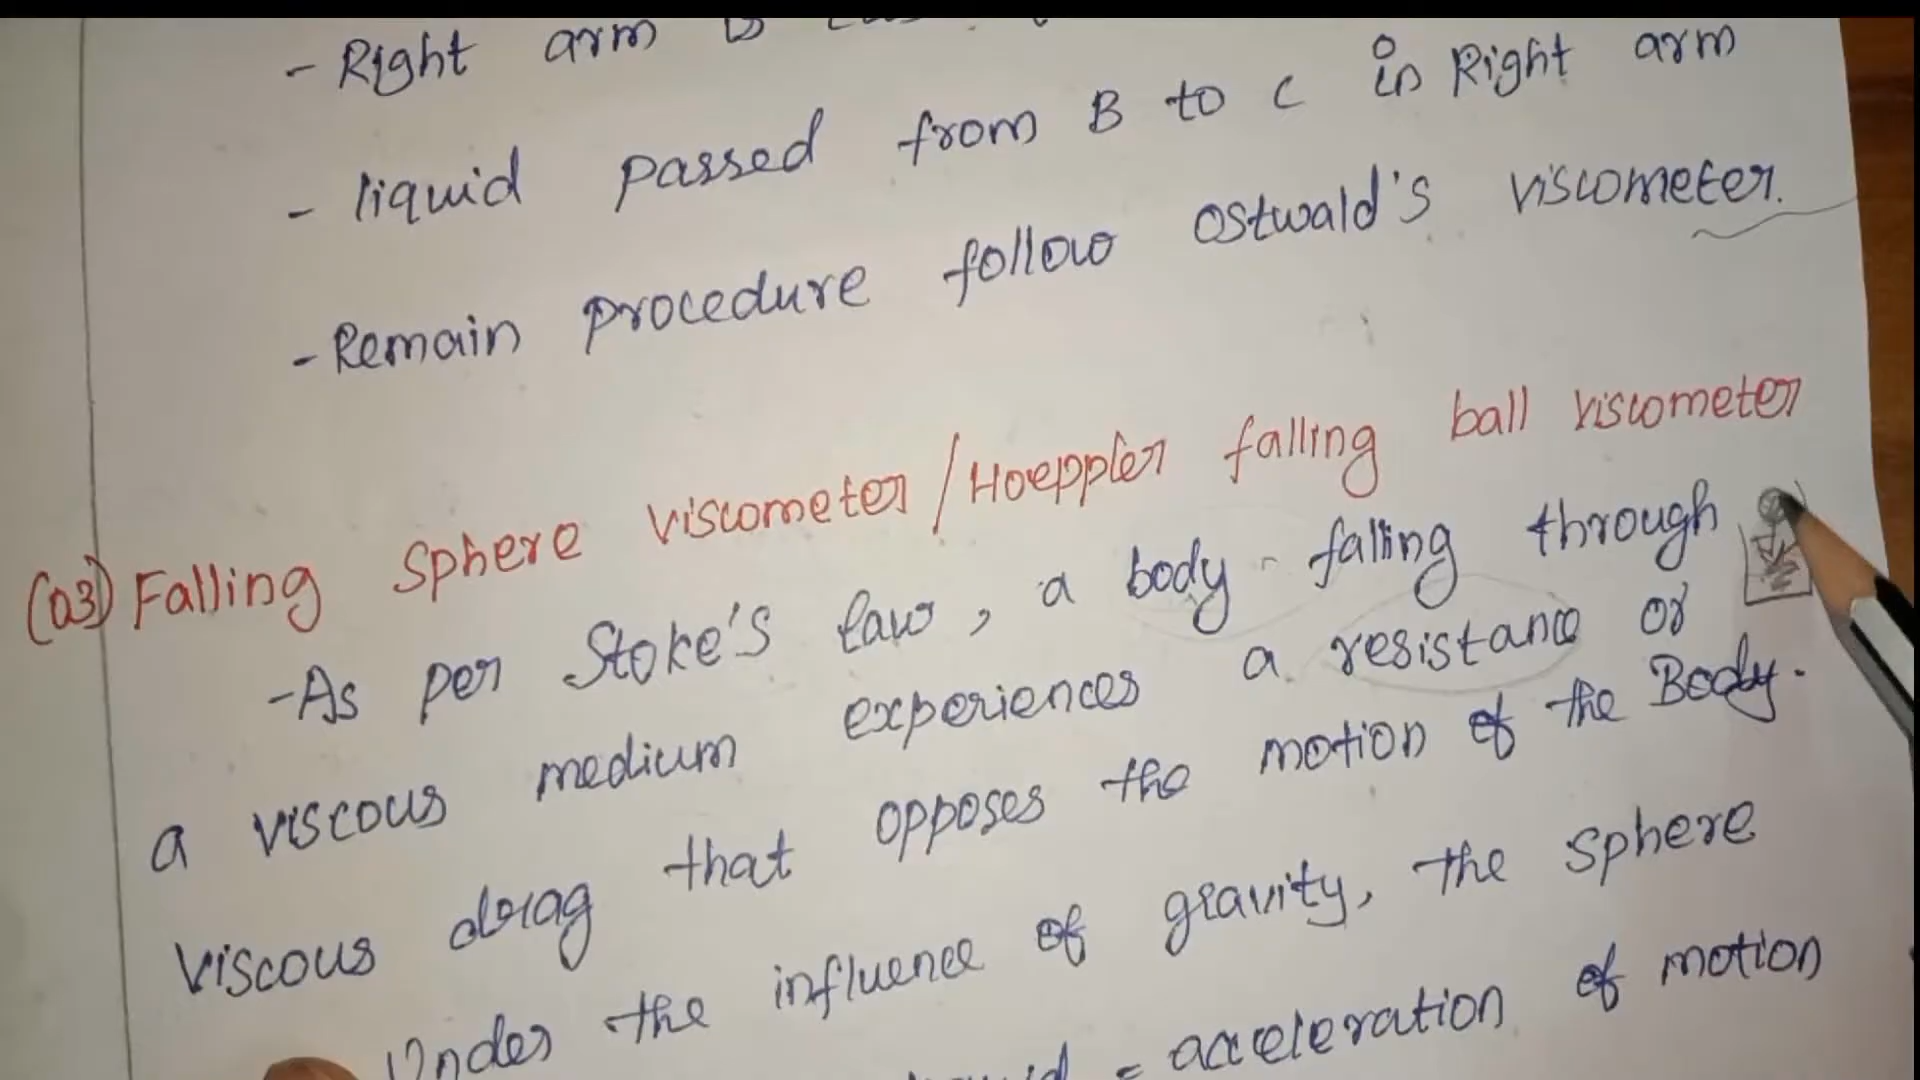 - Right arm is
- liquid passed from B to C in Right arm
- Remain procedure follow ostwald's viscometer.
(a3) Falling Sphere viscometer / Hoeppler falling ball viscometer
- As per Stoke's law, a body falling through
a viscous medium experiences a resistance or
viscous drag that opposes the motion of the Body.
Under the influence of gravity, the sphere
= acceleration of motion